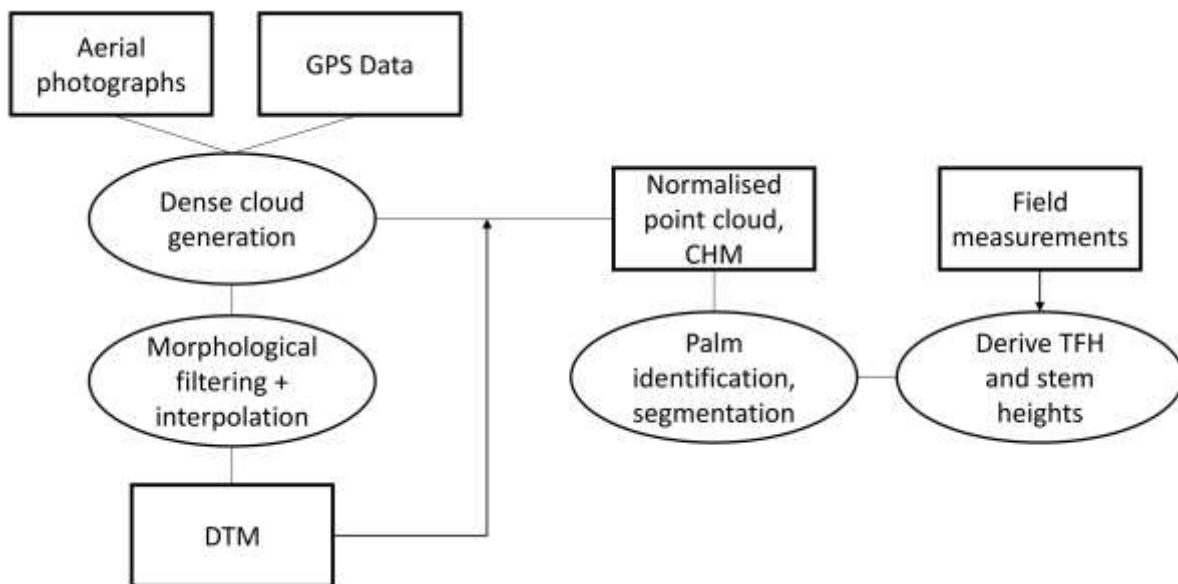 Aerial
photographs
GPS Data
Dense cloud
generation
Normalised
point cloud,
CHM
Field
measurements
Morphological
filtering +
interpolation
Palm
identification,
segmentation
Derive TFH
and stem
heights
DTM